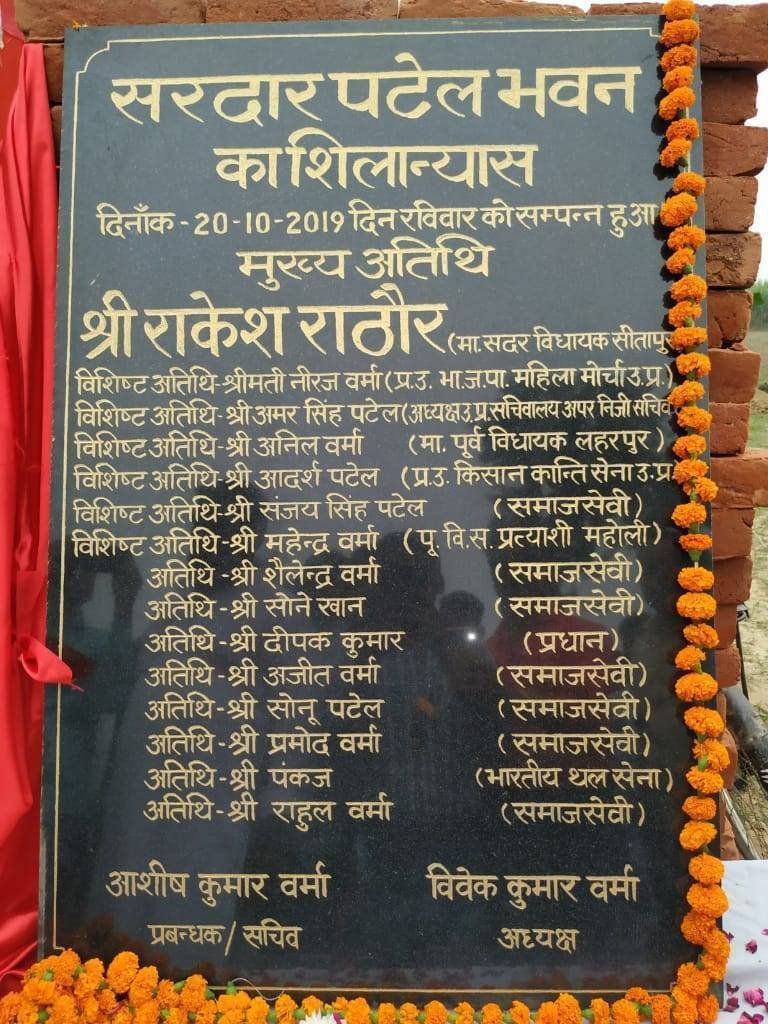 सरदार पटेल भवन
का शिलान्यास
दिनाँक - 20-10-2019 दिन रविवार को सम्पन्न हुआ
मुख्य अतिथि
श्री राकेश राठौर (मा. सदर विधायक सीतापुर
विशिष्ट अतिथि - श्रीमती नीरज वर्मा (प्र.उ. भा.ज.पा. महिला मोर्चा उ.प्र.)
विशिष्ट अतिथि - श्री अमर सिंह पटेल (अध्यक्ष उ.प्र. सचिवालय अपर निजी सचिव
विशिष्ट अतिथि - श्री अनिल वर्मा (मा. पूर्व विधायक लहरपुर)
विशिष्ट अतिथि - श्री आदर्श पटेल (प्र.उ. किसान कान्ति सेना उ.प्र
विशिष्ट अतिथि - श्री संजय सिंह पटेल (समाजसेवी)
विशिष्ट अतिथि - श्री महेन्द्र वर्मा (पू. वि.स. प्रत्याशी महोली)
अतिथि - श्री शैलेन्द्र वर्मा (समाजसेवी)
अतिथि - श्री सोने खान (समाजसेवी)
अतिथि - श्री दीपक कुमार (प्रधान)
अतिथि - श्री अजीत वर्मा (समाजसेवी)
अतिथि - श्री सोनू पटेल (समाजसेवी)
अतिथि - श्री प्रमोद वर्मा (समाजसेवी)
अतिथि - श्री पंकज (भारतीय थल सेना)
अतिथि - श्री राहुल वर्मा (समाजसेवी)
आशीष कुमार वर्मा विवेक कुमार वर्मा
प्रबन्धक / सचिव अध्यक्ष